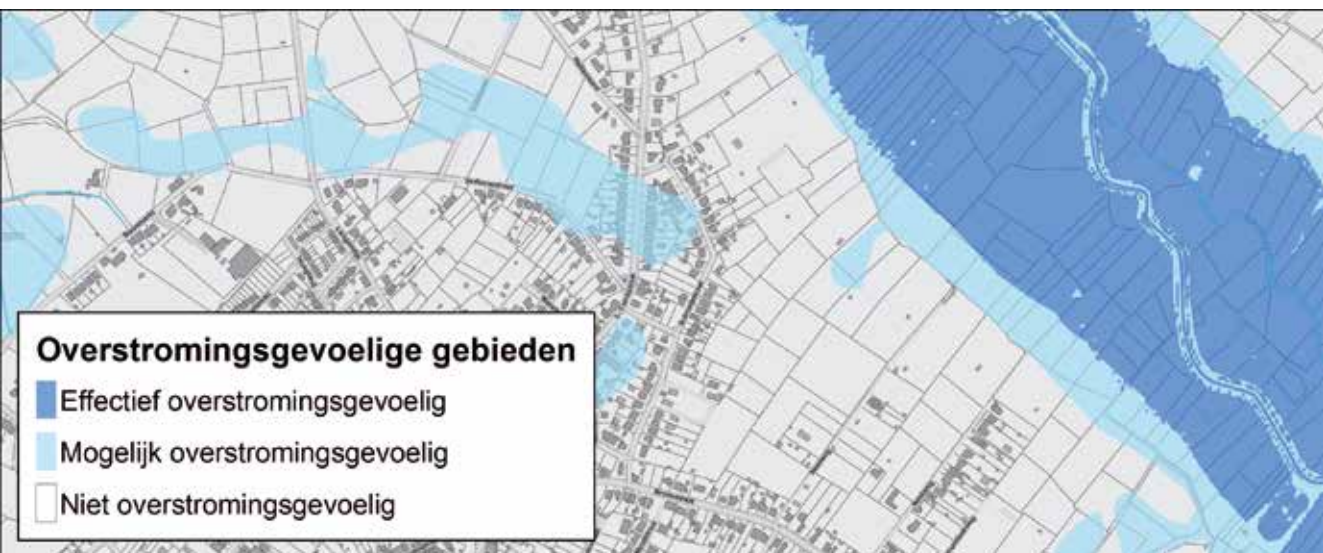 Overstromingsgevoelige gebieden
Effectief overstromingsgevoelig
Mogelijk overstromingsgevoelig
Niet overstromingsgevoelig